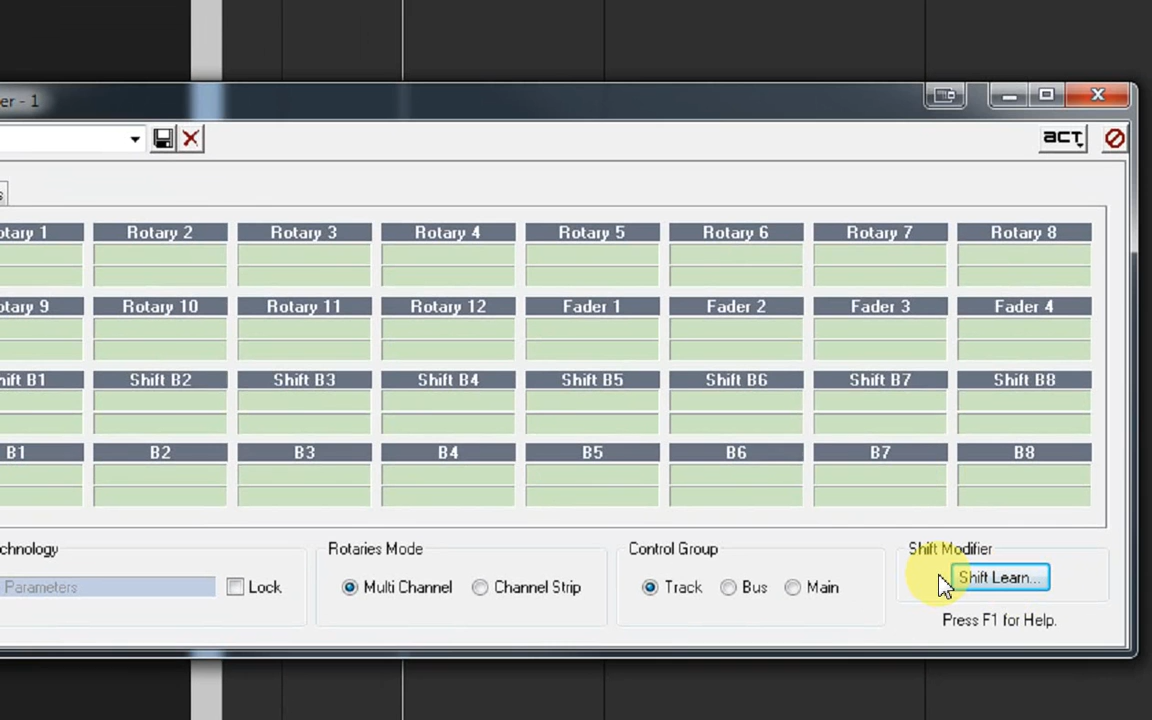 er - 1
ACT
s
otary 1 Rotary 2 Rotary 3 Rotary 4 Rotary 5 Rotary 6 Rotary 7 Rotary 8
otary 9 Rotary 10 Rotary 11 Rotary 12 Fader 1 Fader 2 Fader 3 Fader 4
hift B1 Shift B2 Shift B3 Shift B4 Shift B5 Shift B6 Shift B7 Shift B8
B1 B2 B3 B4 B5 B6 B7 B8
chnology Rotaries Mode Control Group Shift Modifier
Parameters Lock Multi Channel Channel Strip Track Bus Main Shift Learn...
Press F1 for Help.